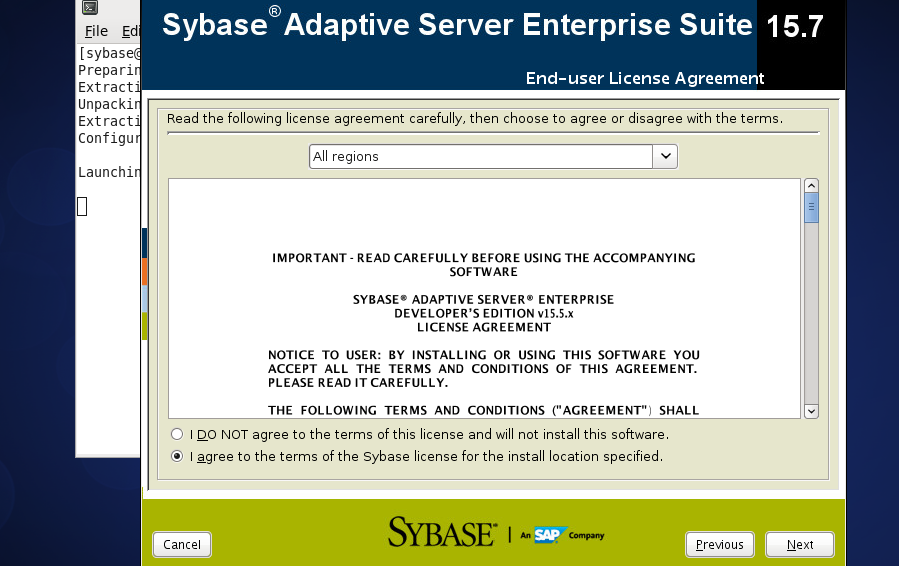 Sybase® Adaptive Server Enterprise Suite 15.7
End-user License Agreement
File Edi
[sybase@
Preparin
Extracti
Unpackin
Extracti
Configur
Launchin
Read the following license agreement carefully, then choose to agree or disagree with the terms.
All regions
IMPORTANT - READ CAREFULLY BEFORE USING THE ACCOMPANYING
SOFTWARE
SYBASE® ADAPTIVE SERVER® ENTERPRISE
DEVELOPER'S EDITION v15.5.x
LICENSE AGREEMENT
NOTICE TO USER: BY INSTALLING OR USING THIS SOFTWARE YOU
ACCEPT ALL THE TERMS AND CONDITIONS OF THIS AGREEMENT.
PLEASE READ IT CAREFULLY.
THE FOLLOWING TERMS AND CONDITIONS ("AGREEMENT") SHALL
I DO NOT agree to the terms of this license and will not install this software.
I agree to the terms of the Sybase license for the install location specified.
SYBASE® | An SAP Company
Cancel
Previous
Next